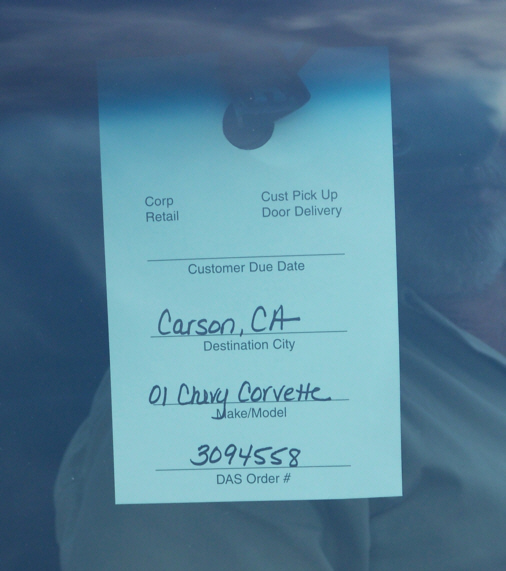 Corp Cust Pick Up
Retail Door Delivery
Customer Due Date
Carson, CA
Destination City
01 Chevy Corvette
Make/Model
3094558
DAS Order #